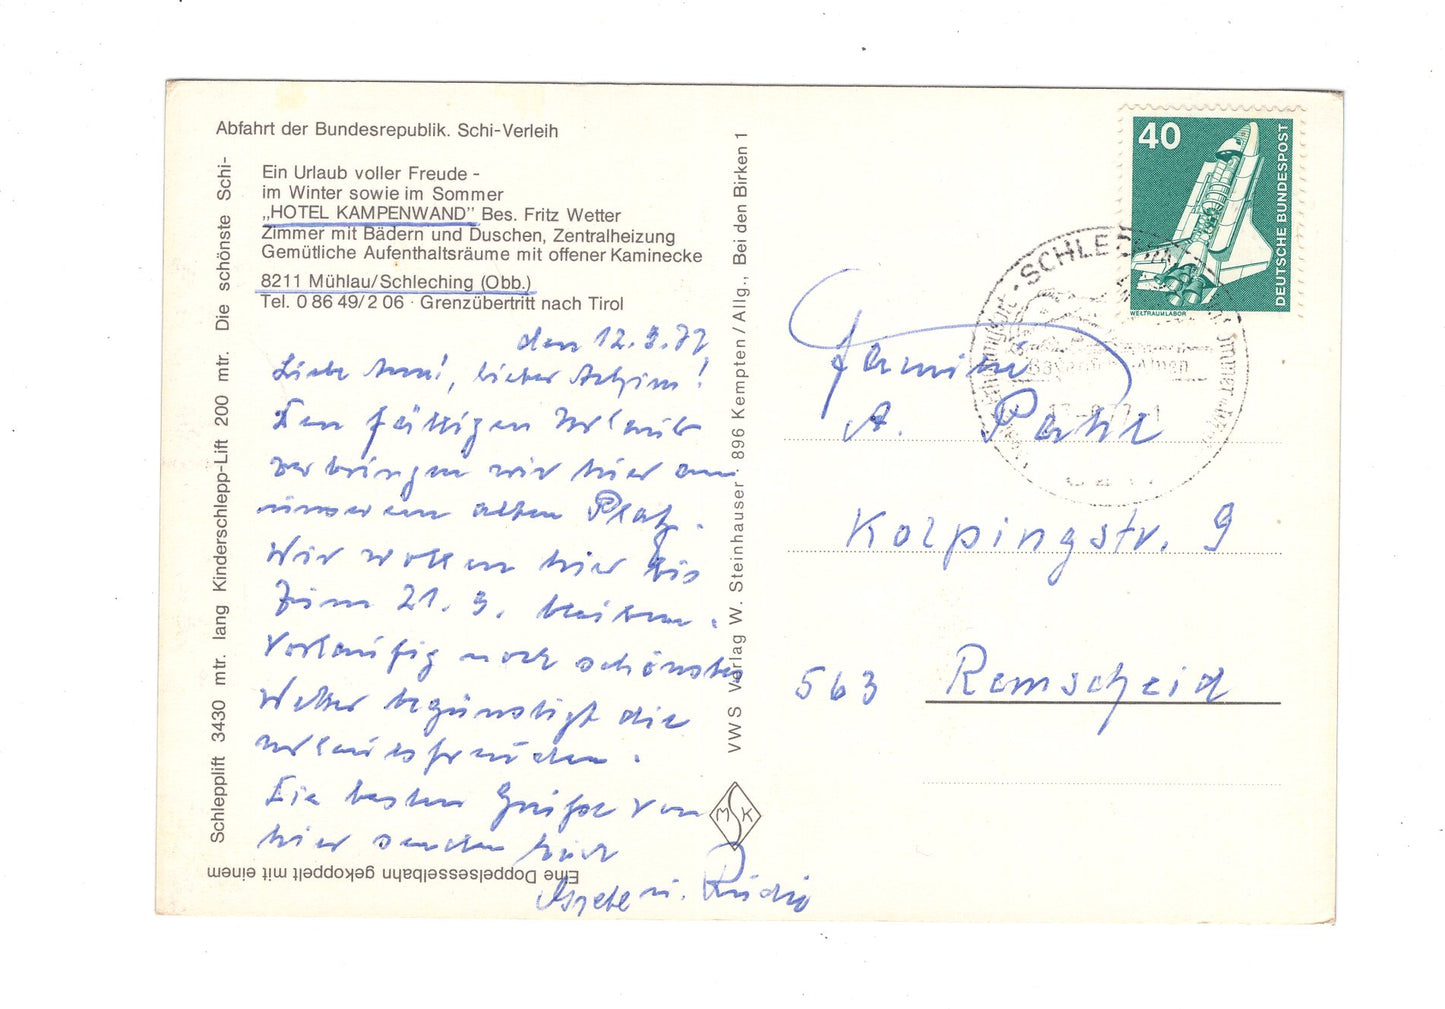 Abfahrt der Bundesrepublik. Schi-Verleih
Ein Urlaub voller Freude -
im Winter sowie im Sommer
„HOTEL KAMPENWAND" Bes. Fritz Wetter
Zimmer mit Bädern und Duschen, Zentralheizung
Gemütliche Aufenthaltsräume mit offener Kaminecke
8211 Mühlau/Schleching (Obb.)
Tel. 0 86 49/2 06 · Grenzübertritt nach Tirol
Schlepplift 3430 mtr. lang Kinderschlepp-Lift 200 mtr. Die schönste Schi-
Eine Doppelsesselbahn gekoppelt mit einem
den 12.9.77
Liebe Anni, lieber Achim!
Den fälligen Urlaub
verbringen wir hier an
unserem alten Platz.
Wir wollen hier bis
zum 21. 9. bleiben.
Vorläufig noch schönstes
Wetter begünstigt die
Urlaubsfreuden.
Die besten Grüße von
hier senden Euch
u. Rüdig
VWS Verlag W. Steinhauser · 896 Kempten / Allg., Bei den Birken 1
MSK
40
DEUTSCHE BUNDESPOST
WELTRAUMLABOR
Familie
A. Pahl
Kolpingstr. 9
563 Remscheid